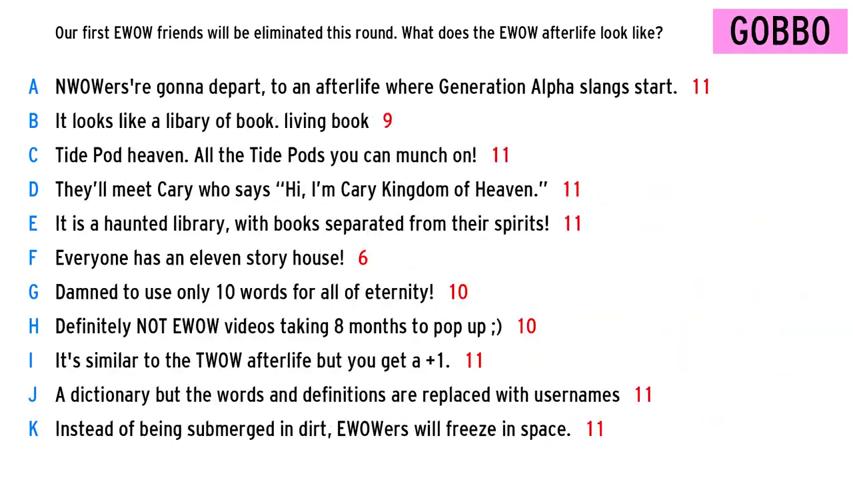 Our first EWOW friends will be eliminated this round. What does the EWOW afterlife look like?
GOBBO
A NWOWers're gonna depart, to an afterlife where Generation Alpha slangs start. 11
B It looks like a libary of book. living book 9
C Tide Pod heaven. All the Tide Pods you can munch on! 11
D They'll meet Cary who says “Hi, I'm Cary Kingdom of Heaven.” 11
E It is a haunted library, with books separated from their spirits! 11
F Everyone has an eleven story house! 6
G Damned to use only 10 words for all of eternity! 10
H Definitely NOT EWOW videos taking 8 months to pop up ;) 10
I It's similar to the TWOW afterlife but you get a +1. 11
J A dictionary but the words and definitions are replaced with usernames 11
K Instead of being submerged in dirt, EWOWers will freeze in space. 11